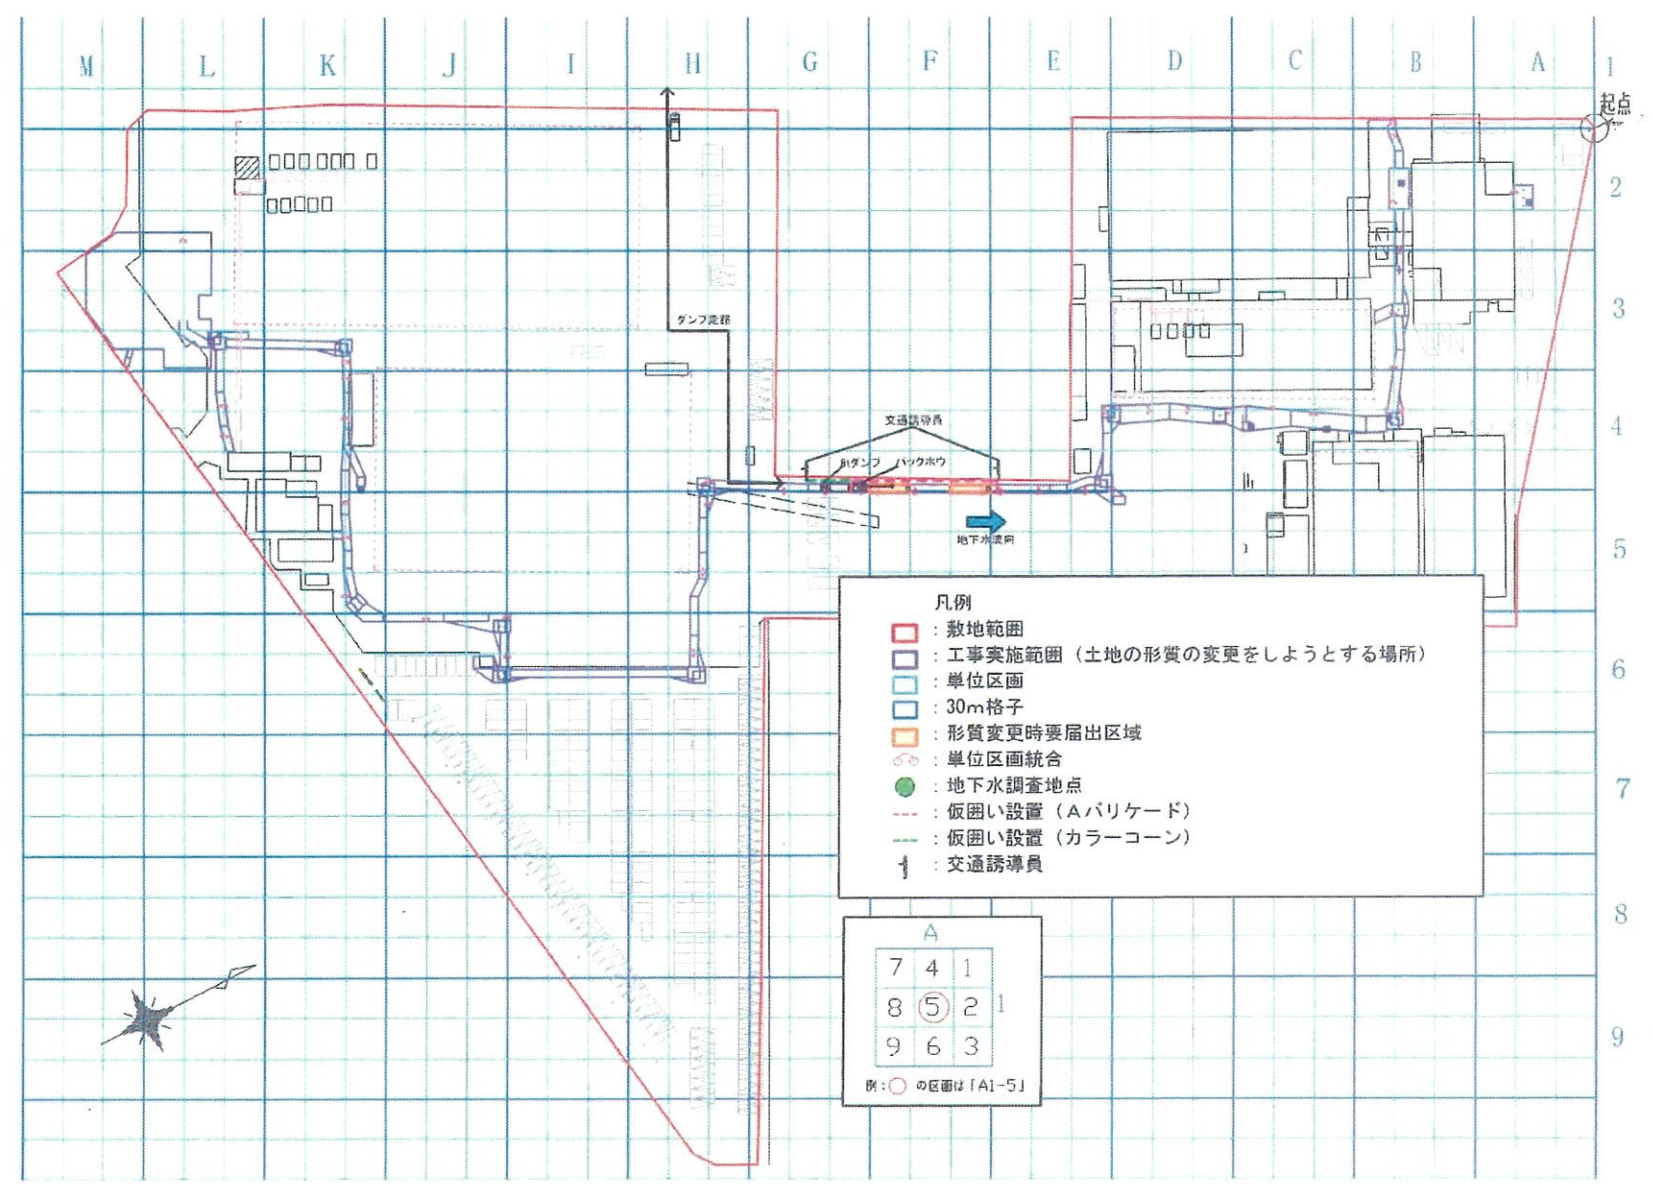 M L K J I H G F E D C B A 1
起点
2
3
ダンプ走路
4
交通誘導員
8tダンプ バックホウ
地下水流向
5
凡例
：敷地範囲
：工事実施範囲（土地の形質の変更をしようとする場所）
：単位区画
：30m格子
：形質変更時要届出区域
：単位区画統合
：地下水調査地点
：仮囲い設置（Aバリケード）
：仮囲い設置（カラーコーン）
：交通誘導員
6
7
8
9
A
7 4 1
8 5 2 1
9 6 3
例：○ の区画は「A1-5」